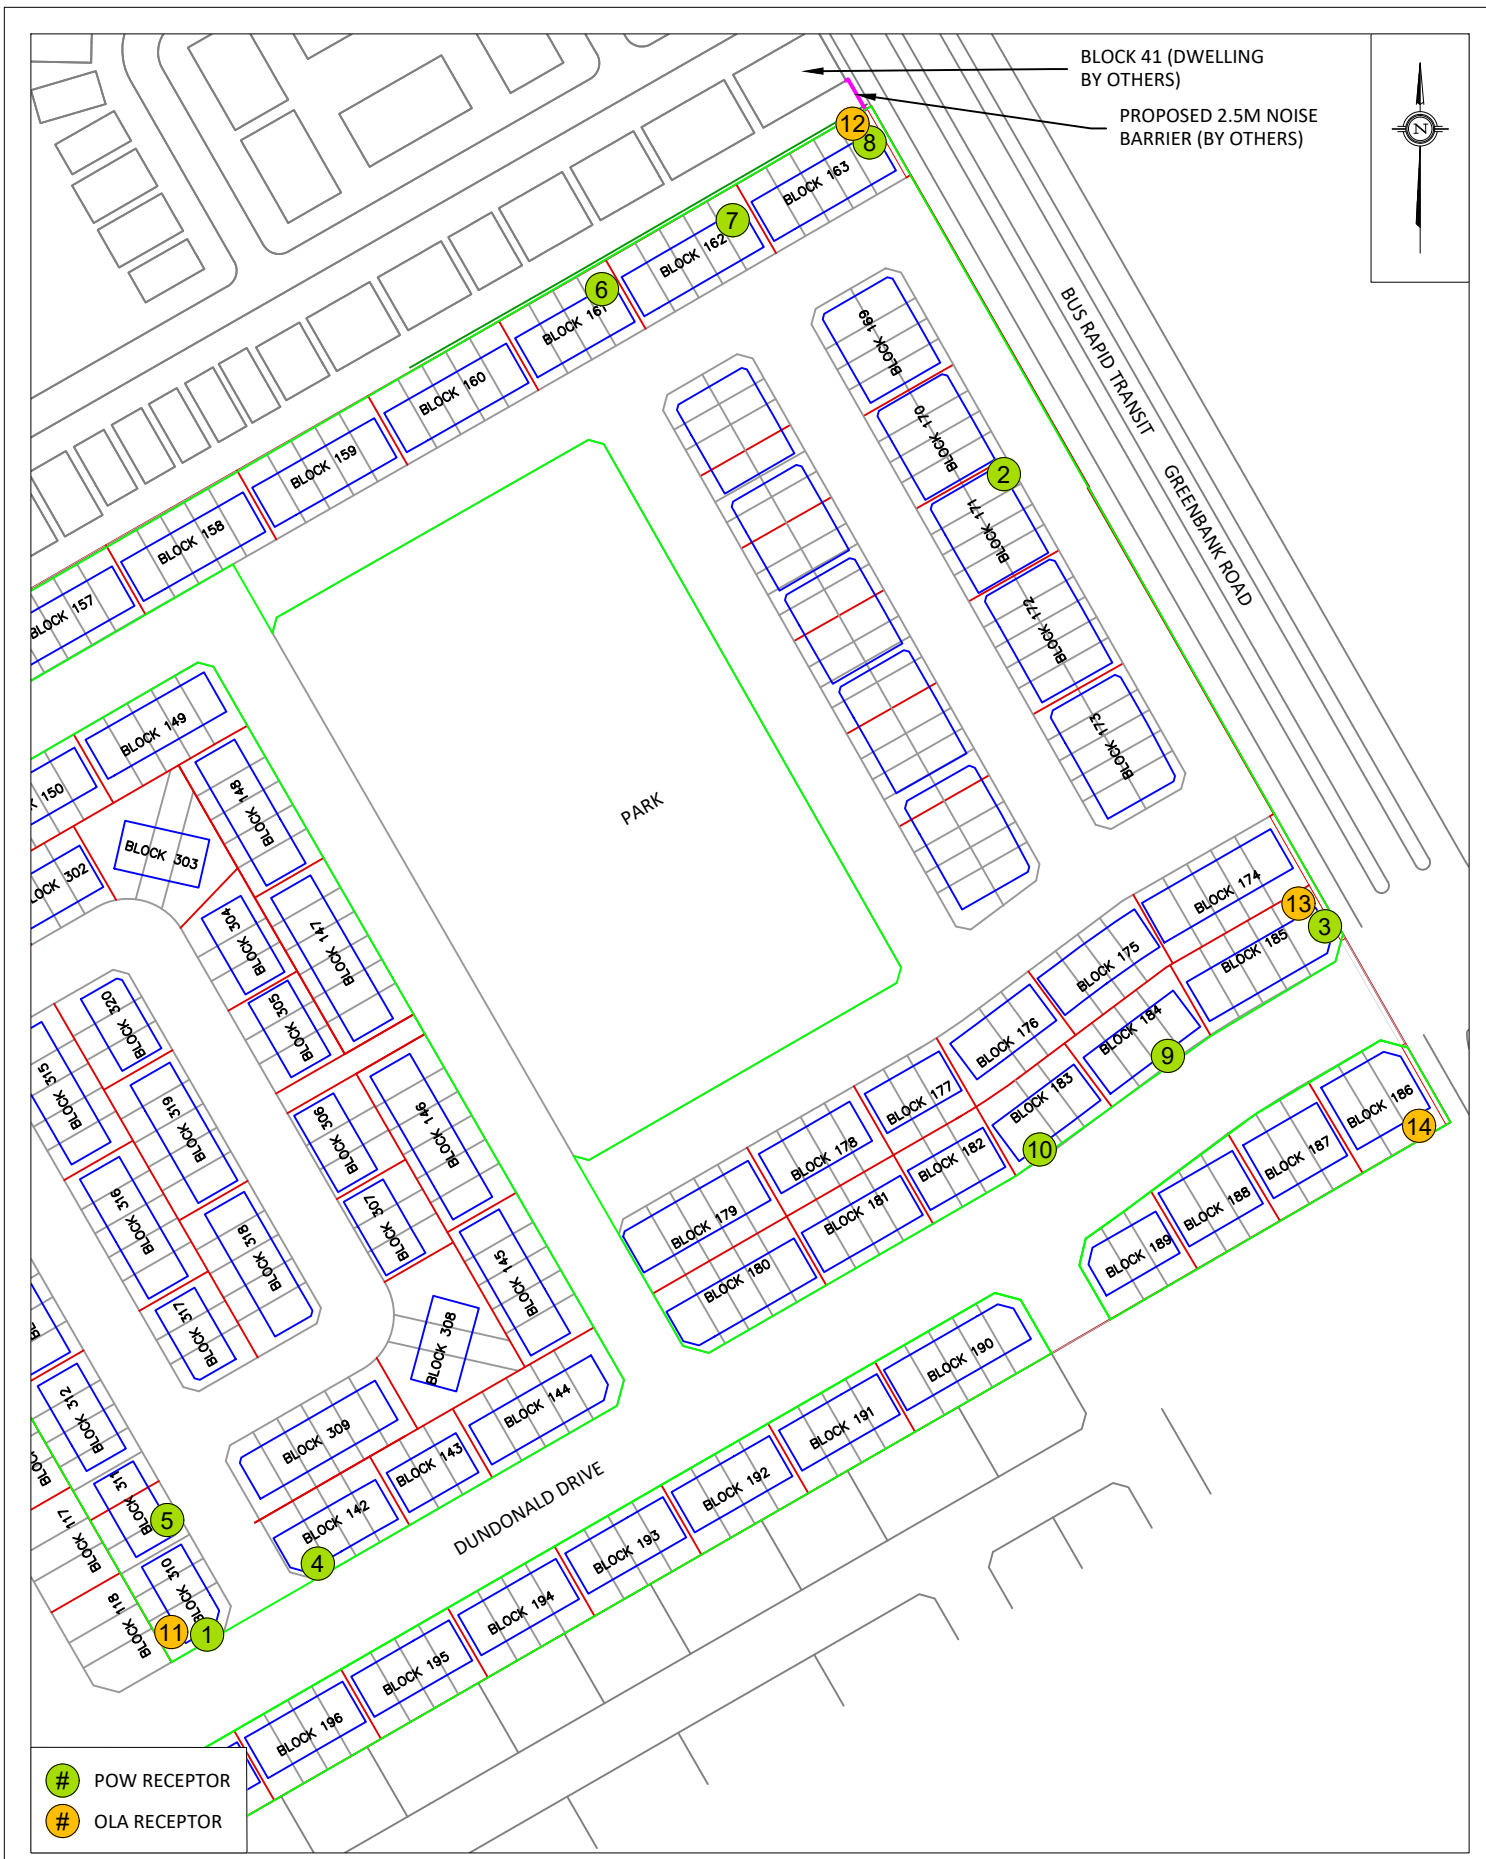 BLOCK 41 (DWELLING
BY OTHERS)
PROPOSED 2.5M NOISE
BARRIER (BY OTHERS)
N
12
8
BLOCK 163
7
BLOCK 162
6
BLOCK 161
BLOCK 160
BLOCK 159
BLOCK 158
BLOCK 157
BLOCK 169
BLOCK 170
2
BLOCK 171
BLOCK 172
BLOCK 173
BUS RAPID TRANSIT
GREENBANK ROAD
PARK
BLOCK 149
K 150
BLOCK 148
BLOCK 303
LOCK 302
BLOCK 304
BLOCK 147
BLOCK 305
BLOCK 174
13
3
BLOCK 185
BLOCK 175
BLOCK 184
9
BLOCK 176
BLOCK 183
10
BLOCK 177
BLOCK 182
BLOCK 178
BLOCK 181
BLOCK 179
BLOCK 180
BLOCK 186
14
BLOCK 187
BLOCK 188
BLOCK 189
BLOCK 320
BLOCK 315
BLOCK 319
BLOCK 306
BLOCK 146
BLOCK 316
BLOCK 318
BLOCK 307
BLOCK 145
BLOCK 317
BLOCK 308
BLOCK 312
BLOCK 309
BLOCK 143
BLOCK 144
BLOCK 142
4
BLOCK 311
5
BLOCK 117
BLOCK 310
BLOCK 118
11
1
DUNDONALD DRIVE
BLOCK 190
BLOCK 191
BLOCK 192
BLOCK 193
BLOCK 194
BLOCK 195
BLOCK 196
# POW RECEPTOR
# OLA RECEPTOR